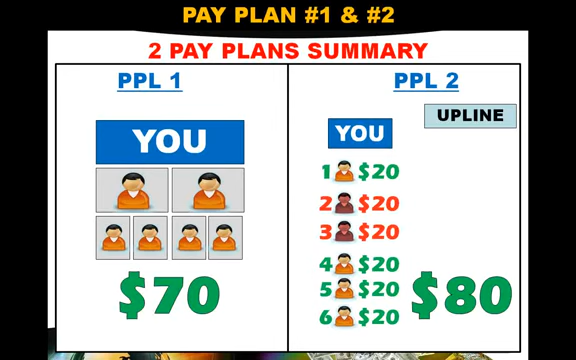 PAY PLAN #1 & #2
2 PAY PLANS SUMMARY
PPL 1
YOU
$70
PPL 2
UPLINE
YOU
1 $20
2 $20
3 $20
4 $20
5 $20
6 $20
$80